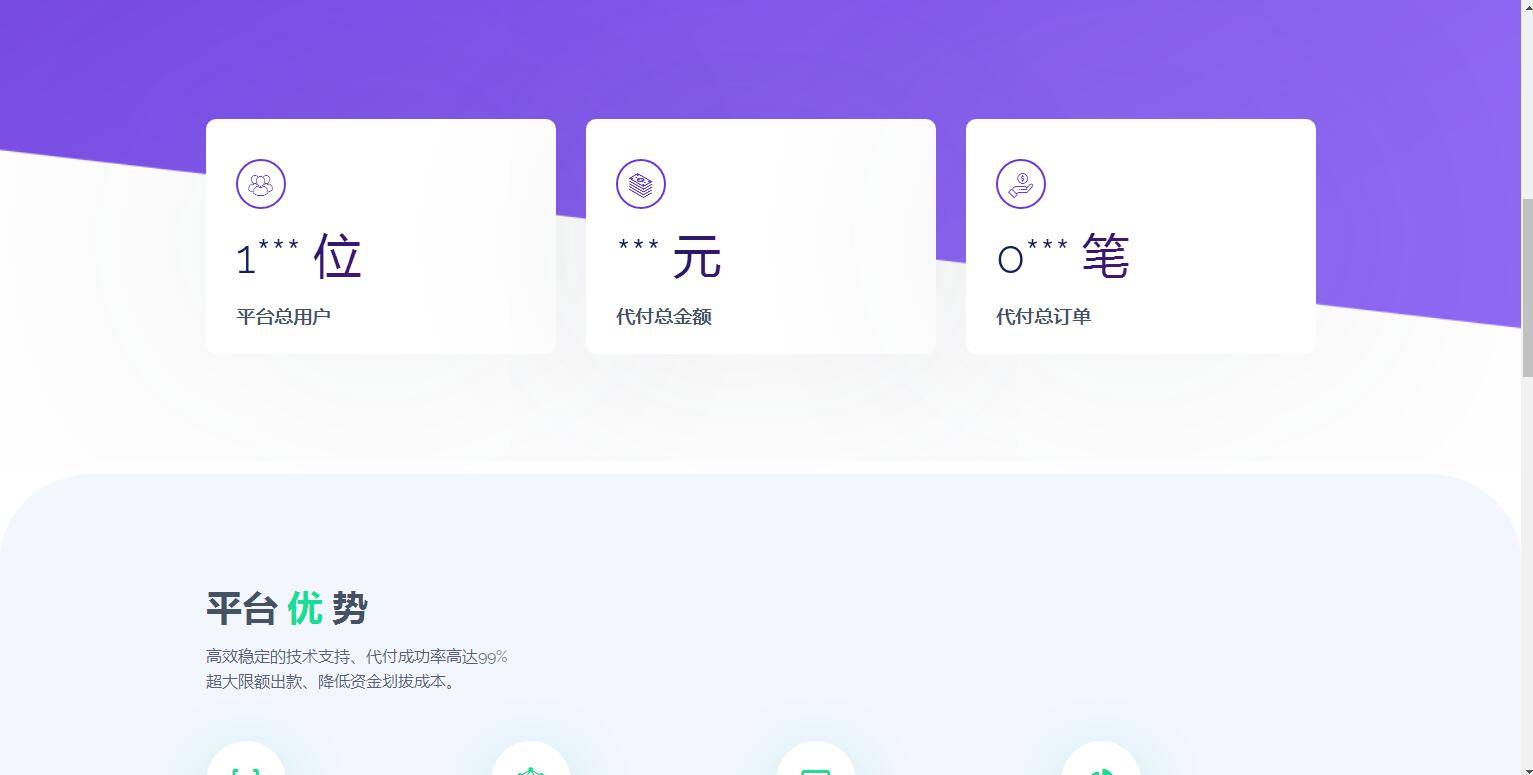 1*** 位
平台总用户
*** 元
代付总金额
0*** 笔
代付总订单
平台 优 势
高效稳定的技术支持、代付成功率高达99%
超大限额出款、降低资金划拔成本。